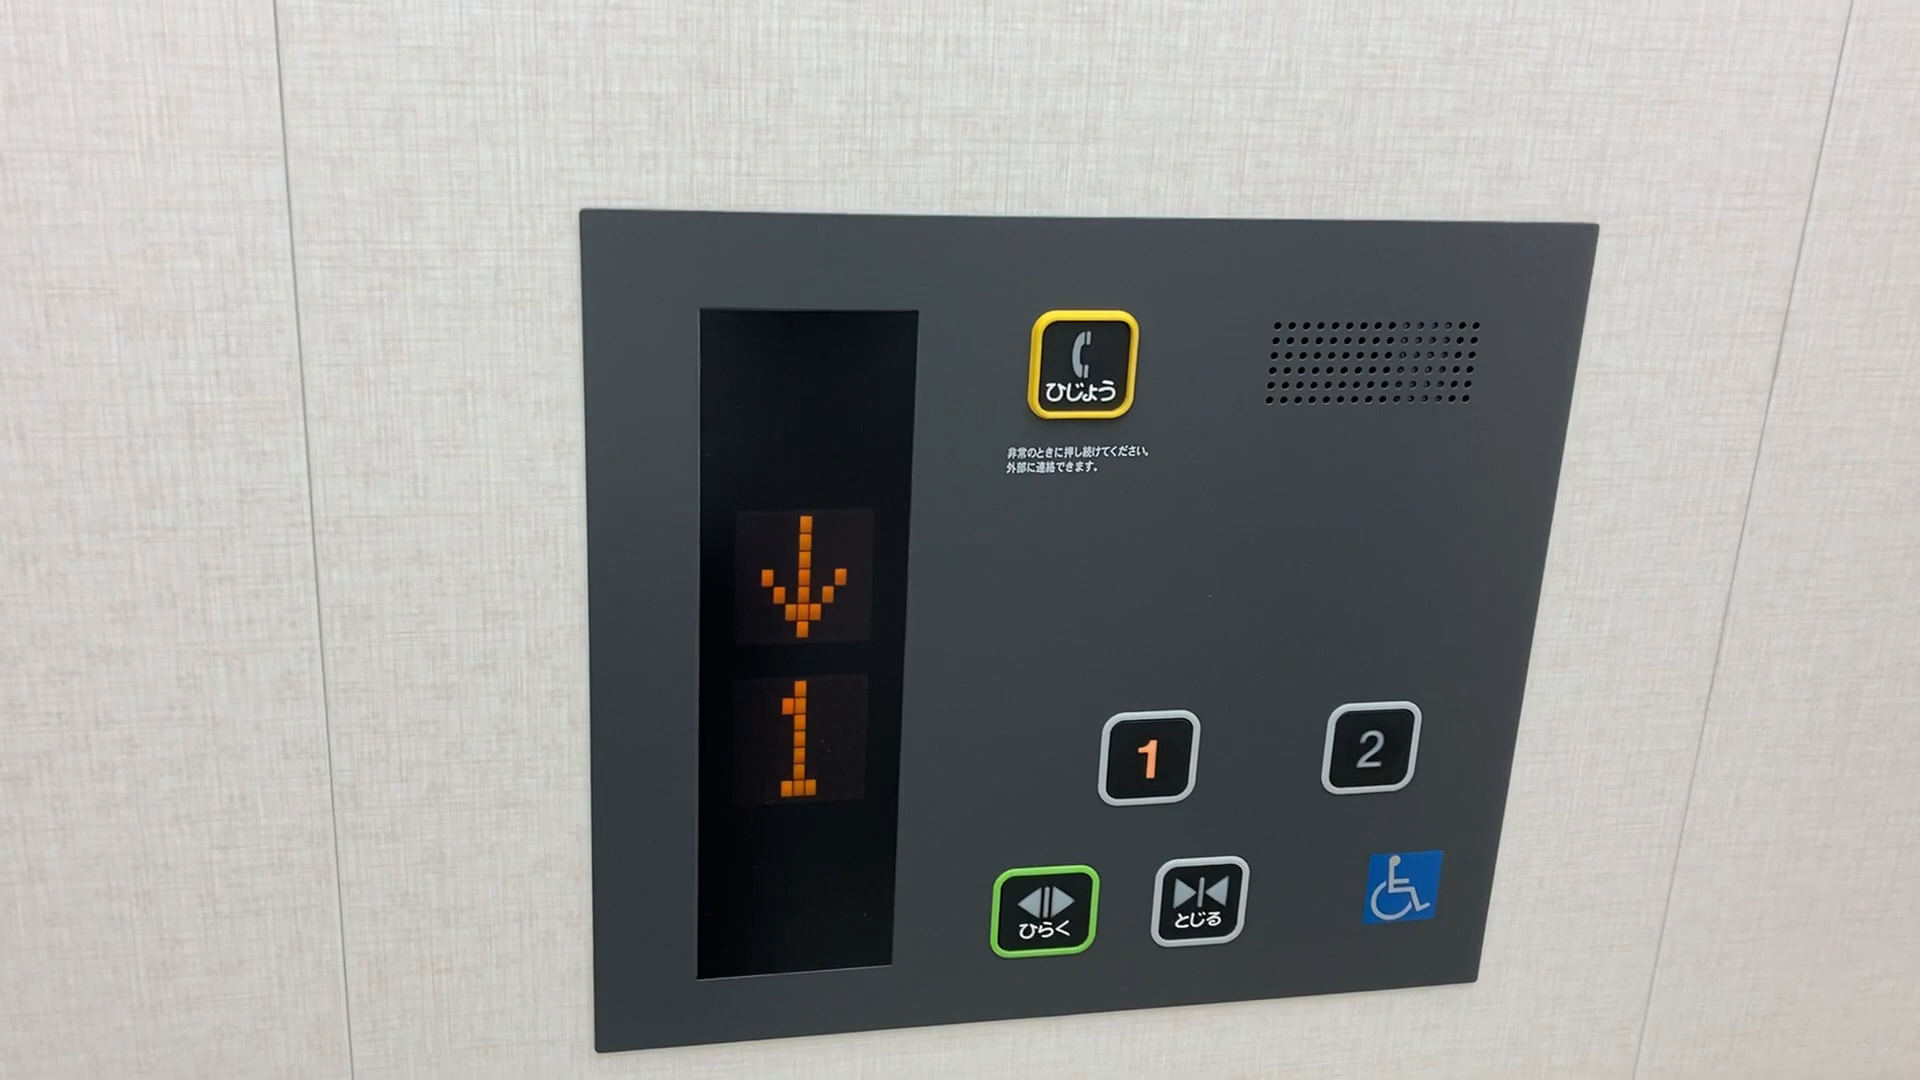 ひじょう
非常のときに押し続けてください。
外部に連絡できます。
1
1
2
ひらく
とじる